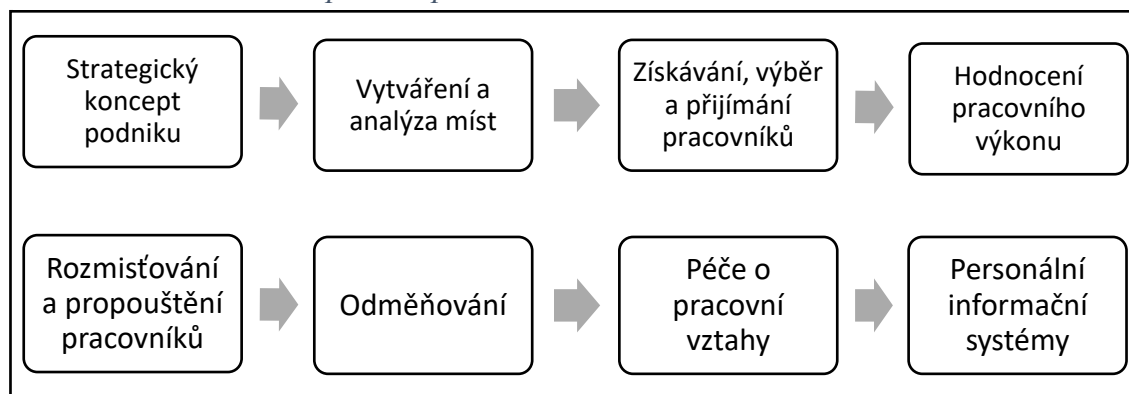 Strategický
koncept
podniku
Vytváření a
analýza míst
Získávání, výběr
a přijímání
pracovníků
Hodnocení
pracovního
výkonu
Rozmisťování
a propouštění
pracovníků
Odměňování
Péče o
pracovní
vztahy
Personální
informační
systémy